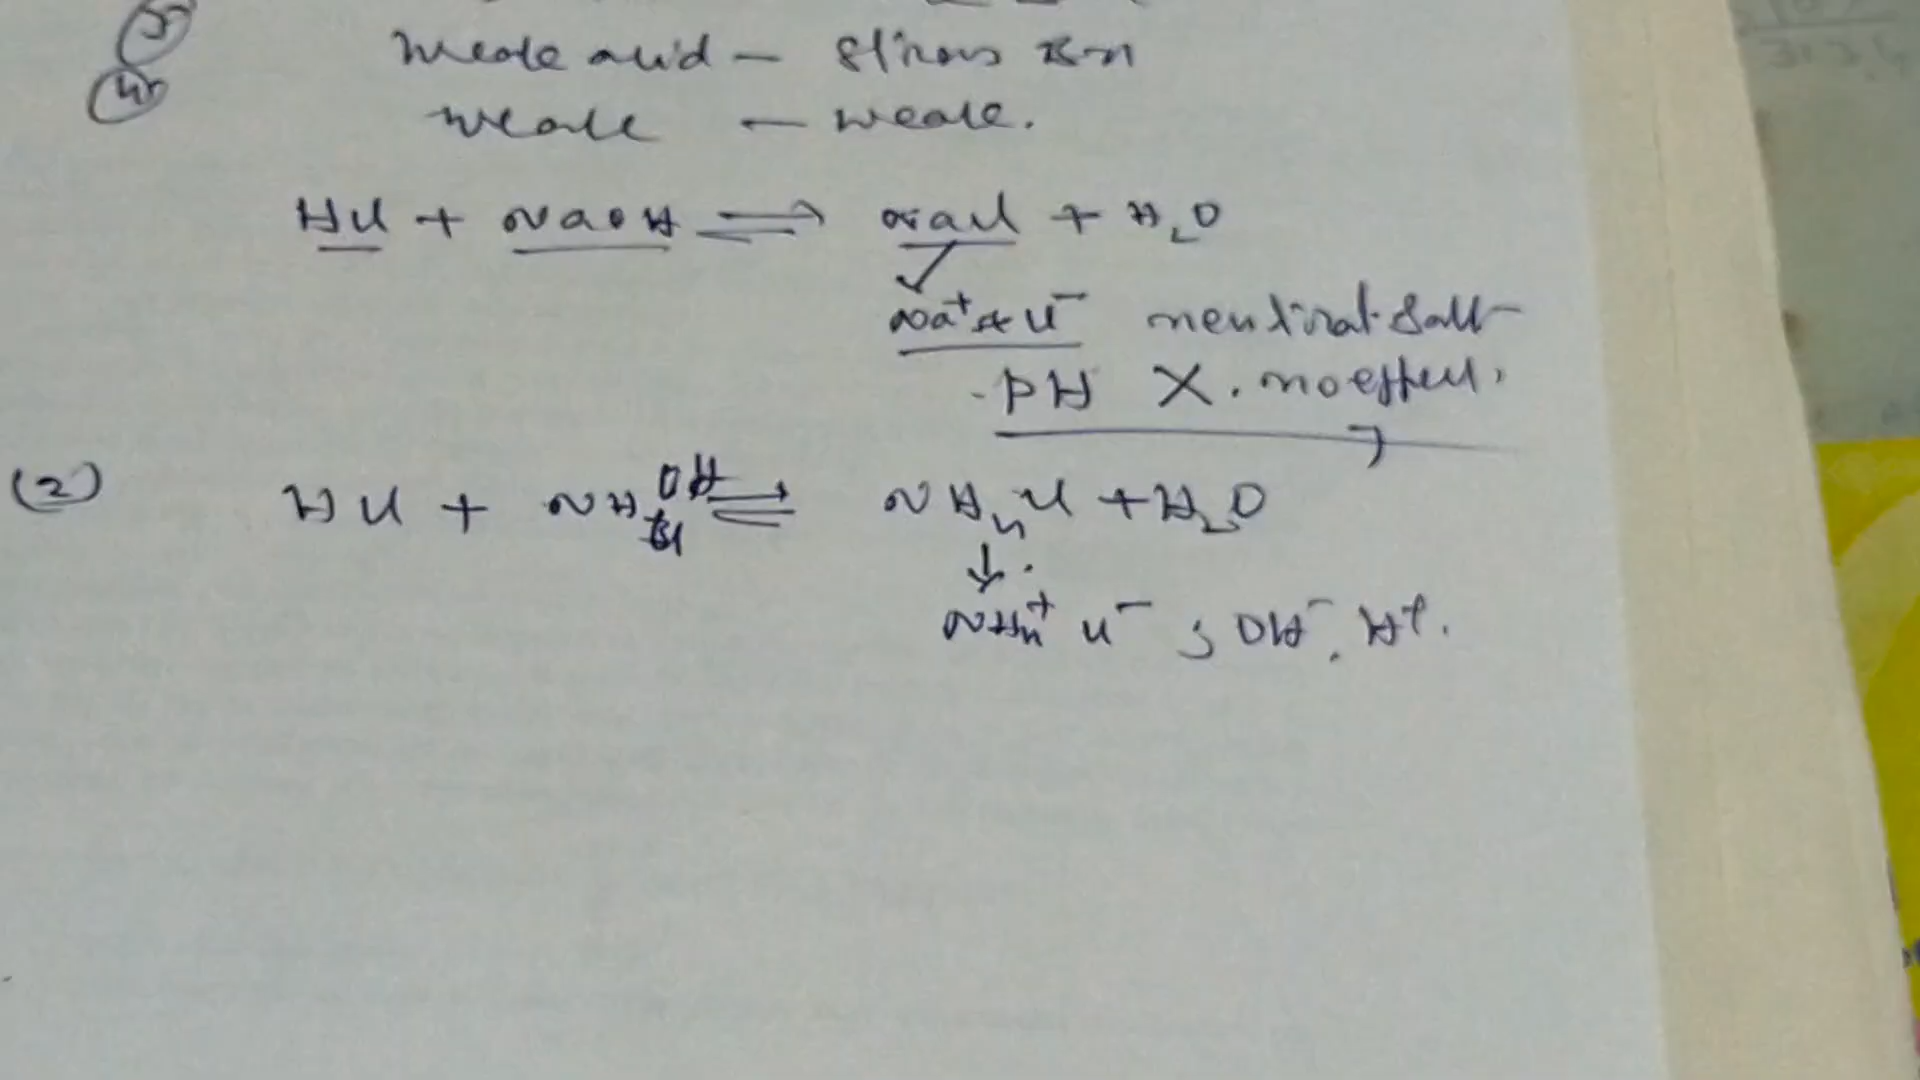 (3) weak acid – strong
(4) weak – weak.
HCl + NaOH ⇌ NaCl + H₂O
Na⁺ + Cl⁻ neutral salt
PH X. no effect.
(2) HCl + NH₄OH ⇌ NH₄Cl + H₂O
↓
NH₄⁺ Cl⁻ ; OH⁻, H⁺.